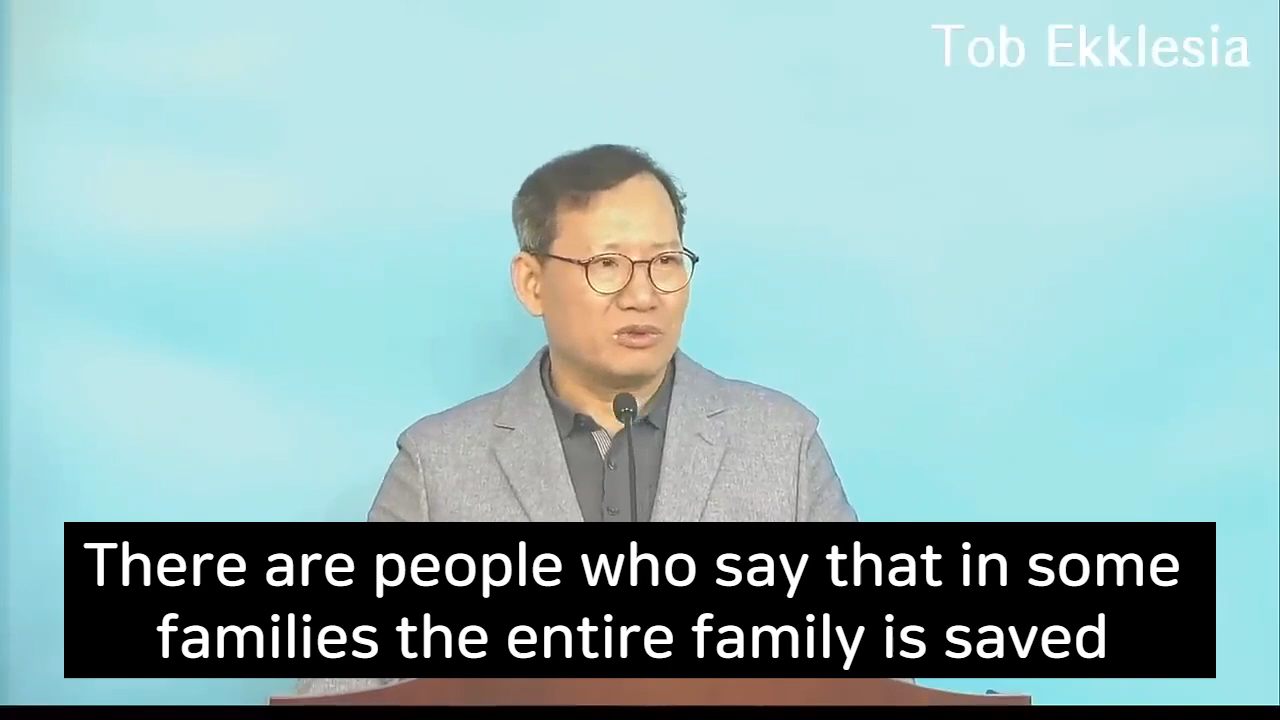 Tob Ekklesia
There are people who say that in some
families the entire family is saved